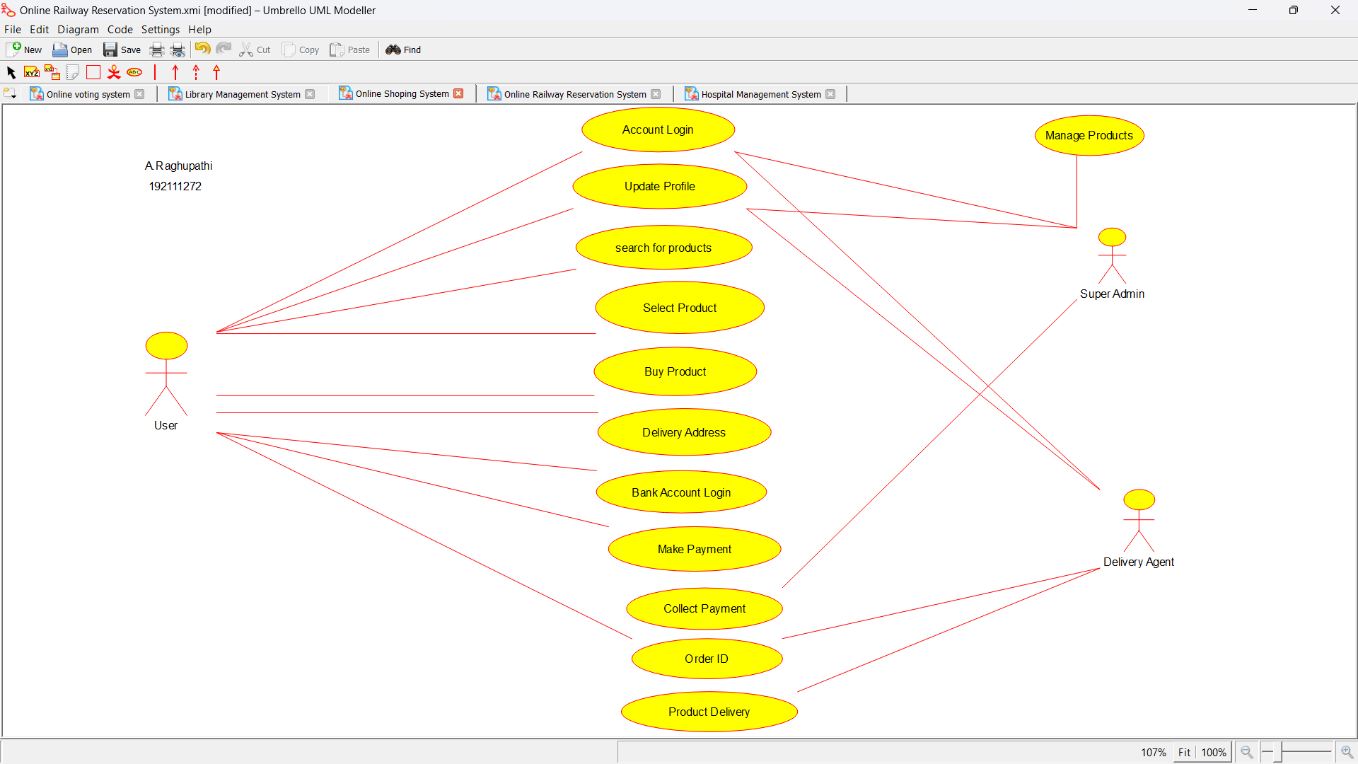 Online Railway Reservation System.xmi [modified] – Umbrello UML Modeller
File Edit Diagram Code Settings Help
New Open Save Cut Copy Paste Find
XYZ ABC
Online voting system Library Management System Online Shoping System Online Railway Reservation System Hospital Management System
A.Raghupathi
192111272
Account Login
Manage Products
Update Profile
search for products
Super Admin
Select Product
Buy Product
User
Delivery Address
Bank Account Login
Make Payment
Delivery Agent
Collect Payment
Order ID
Product Delivery
107% Fit 100%